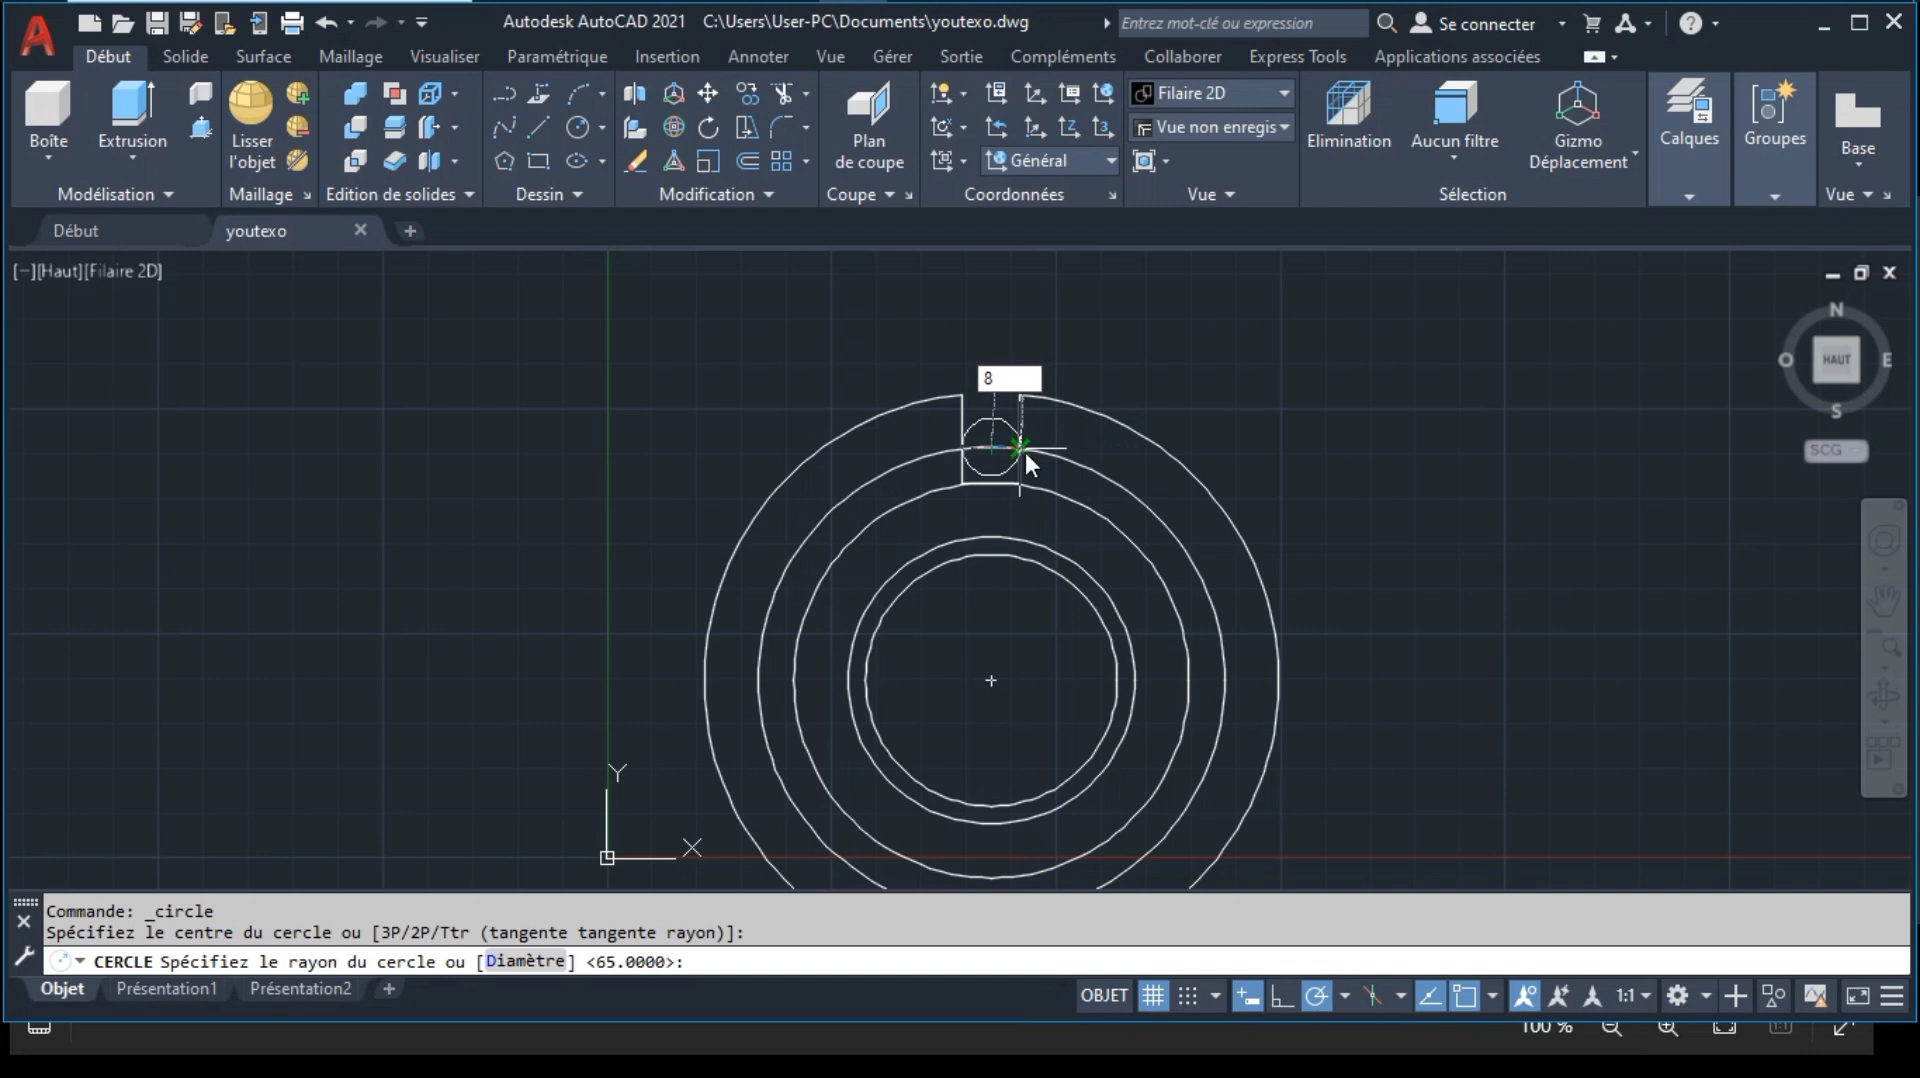 Autodesk AutoCAD 2021 C:\Users\User-PC\Documents\youtexo.dwg
Entrez mot-clé ou expression
Se connecter
Début Solide Surface Maillage Visualiser Paramétrique Insertion Annoter Vue Gérer Sortie Compléments Collaborer Express Tools Applications associées
Boîte Extrusion
Lisser
l'objet
Plan
de coupe
Filaire 2D
Vue non enregis
Général
Elimination Aucun filtre Gizmo
Déplacement
Calques Groupes Base
Modélisation Maillage Edition de solides Dessin Modification Coupe Coordonnées Vue Sélection Vue
Début youtexo
[−][Haut][Filaire 2D]
N
O HAUT E
S
SCG
8
Y
X
Commande: _circle
Spécifiez le centre du cercle ou [3P/2P/Ttr (tangente tangente rayon)]:
CERCLE Spécifiez le rayon du cercle ou [Diamètre] <65.0000>:
Objet Présentation1 Présentation2
OBJET 1:1
100 %
1:1